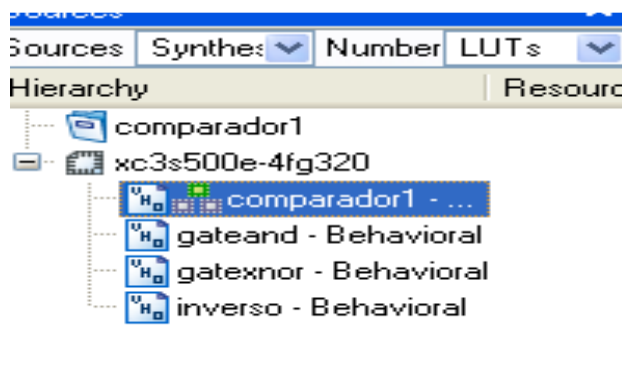 Sources
Sources Synthes Number LUTs
Hierarchy Resourc
comparador1
xc3s500e-4fg320
comparador1 - ...
gateand - Behavioral
gatexnor - Behavioral
inverso - Behavioral